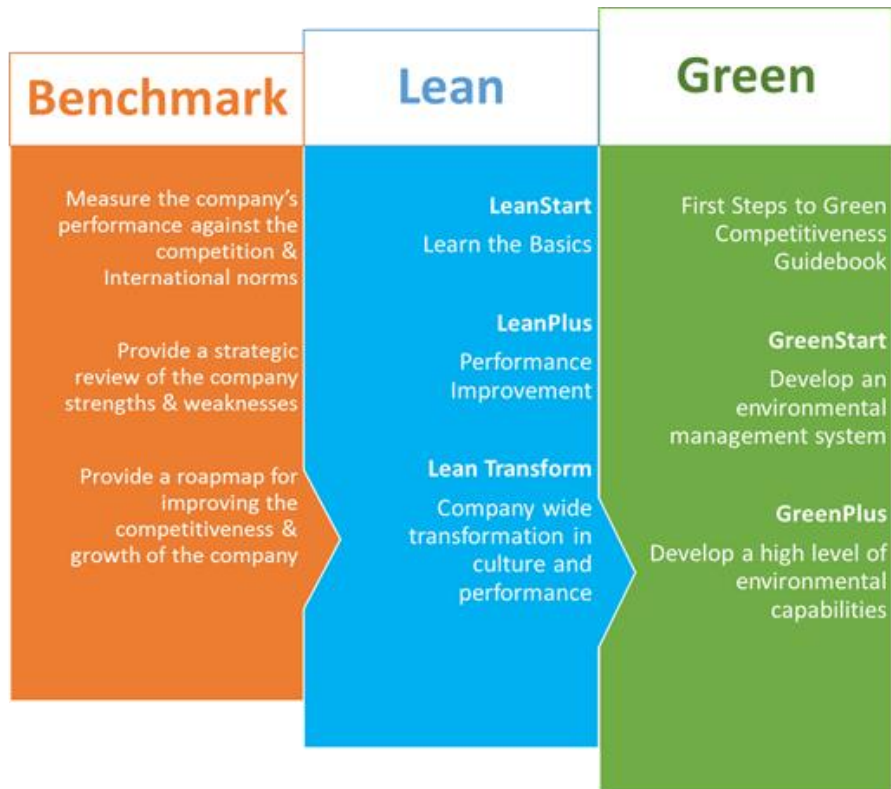 Benchmark
Measure the company's
performance against the
competition &
International norms
Provide a strategic
review of the company
strengths & weaknesses
Provide a roapmap for
improving the
competitiveness &
growth of the company
Lean
LeanStart
Learn the Basics
LeanPlus
Performance
Improvement
Lean Transform
Company wide
transformation in
culture and
performance
Green
First Steps to Green
Competitiveness
Guidebook
GreenStart
Develop an
environmental
management system
GreenPlus
Develop a high level of
environmental
capabilities